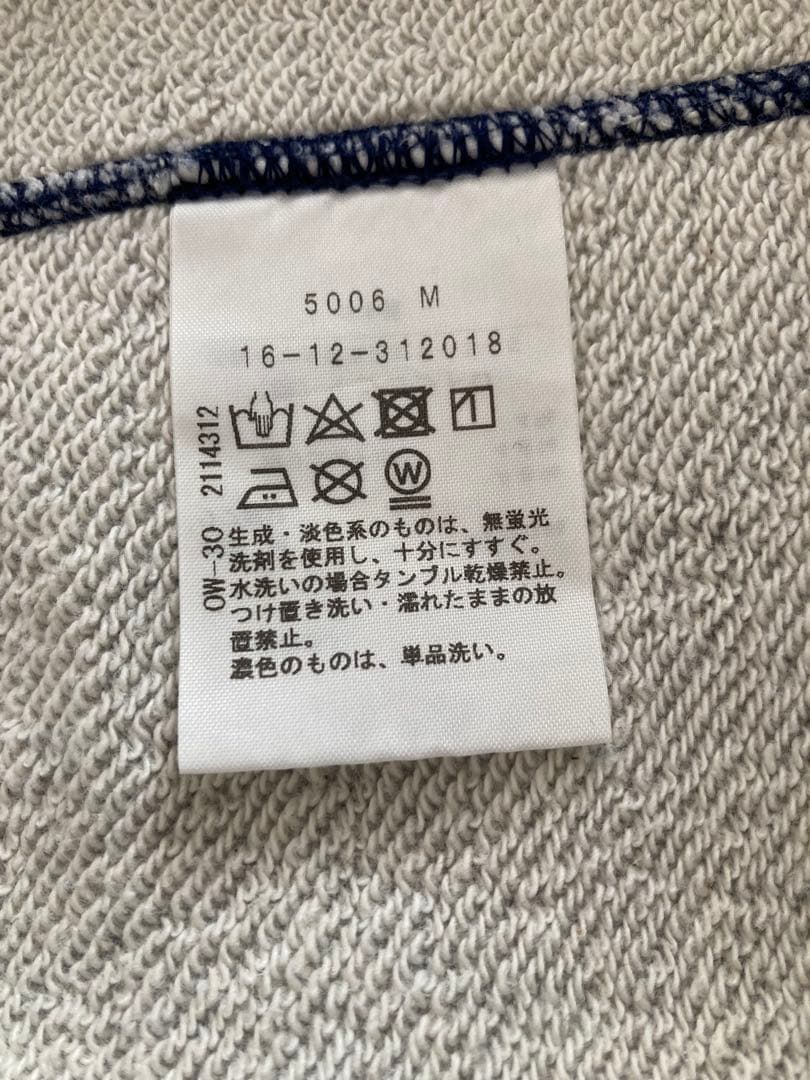 5006 M
16-12-312018
OW-30 2114312
W
生成・淡色系のものは、無蛍光
洗剤を使用し、十分にすすぐ。
水洗いの場合タンブル乾燥禁止。
つけ置き洗い・濡れたままの放
置禁止。
濃色のものは、単品洗い。